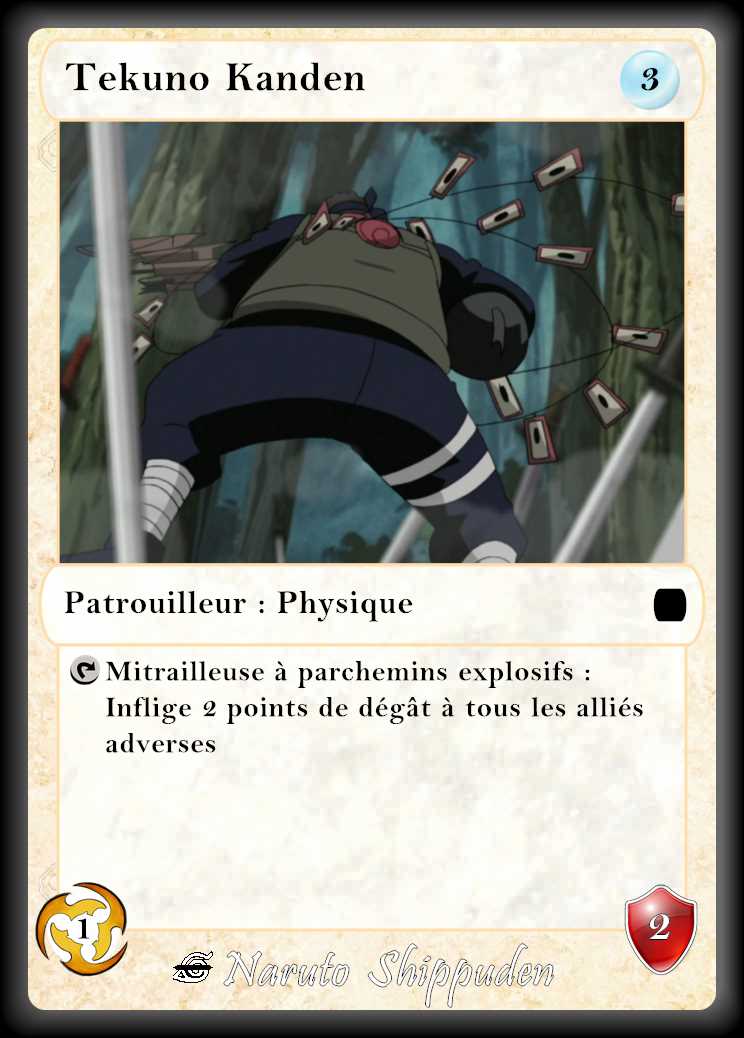 Tekuno Kanden
3
Patrouilleur : Physique
Mitrailleuse à parchemins explosifs :
Inflige 2 points de dégât à tous les alliés
adverses
1
2
Naruto Shippuden